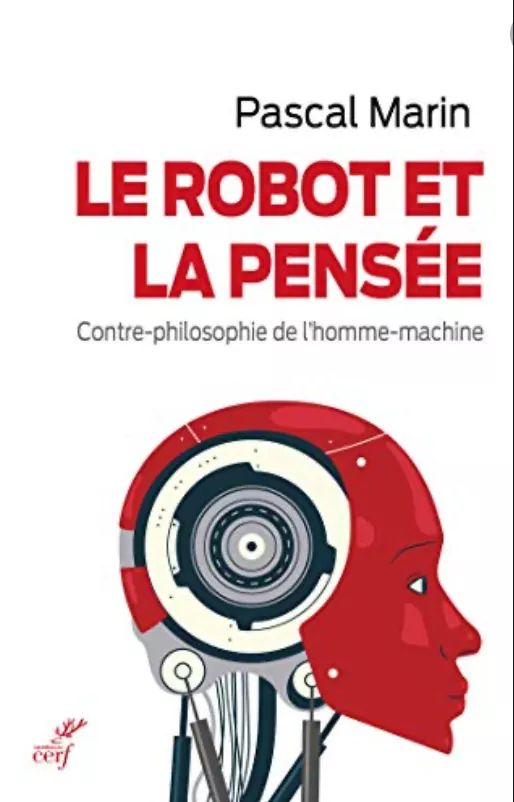 Pascal Marin
LE ROBOT ET
LA PENSÉE
Contre-philosophie de l'homme-machine
cerf